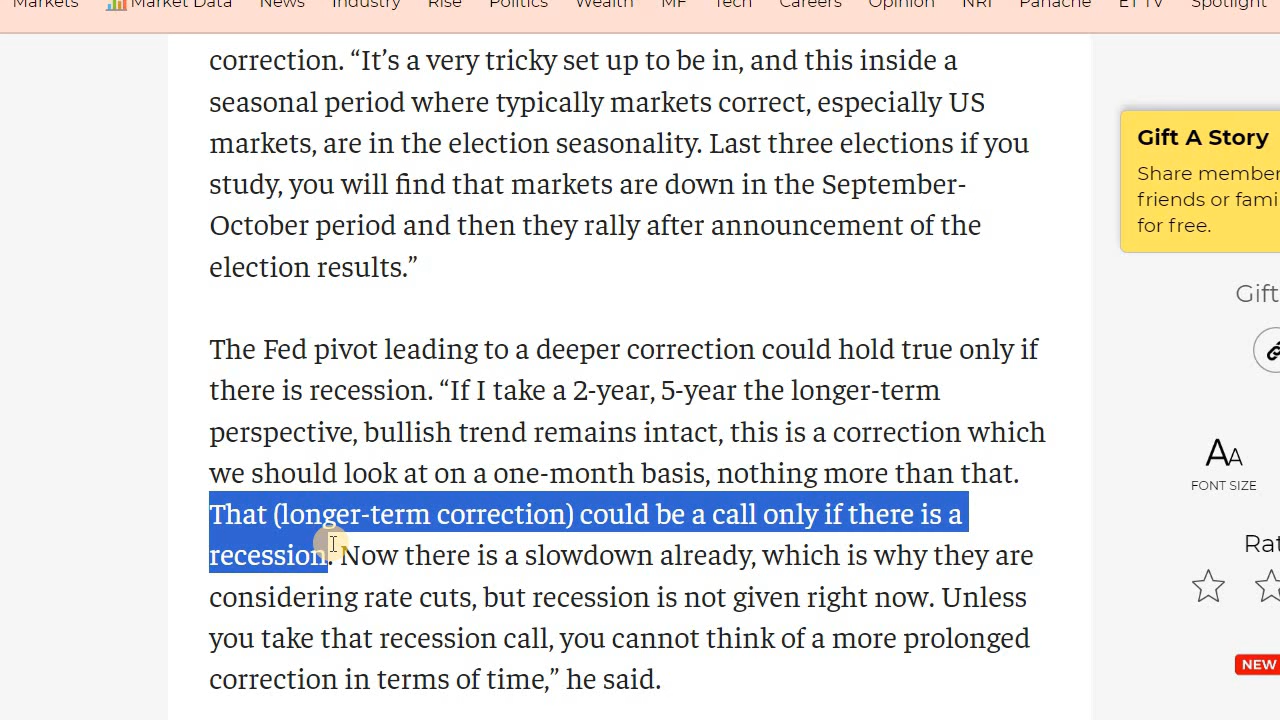 Markets Market Data News Industry Rise Politics Wealth MF Tech Careers Opinion NRI Panache ET TV Spotlight
correction. “It’s a very tricky set up to be in, and this inside a
seasonal period where typically markets correct, especially US
markets, are in the election seasonality. Last three elections if you
study, you will find that markets are down in the September-
October period and then they rally after announcement of the
election results.”
The Fed pivot leading to a deeper correction could hold true only if
there is recession. “If I take a 2-year, 5-year the longer-term
perspective, bullish trend remains intact, this is a correction which
we should look at on a one-month basis, nothing more than that.
That (longer-term correction) could be a call only if there is a
recession. Now there is a slowdown already, which is why they are
considering rate cuts, but recession is not given right now. Unless
you take that recession call, you cannot think of a more prolonged
correction in terms of time,” he said.
Gift A Story
Share member
friends or fami
for free.
Gift
AA
FONT SIZE
Rat
NEW